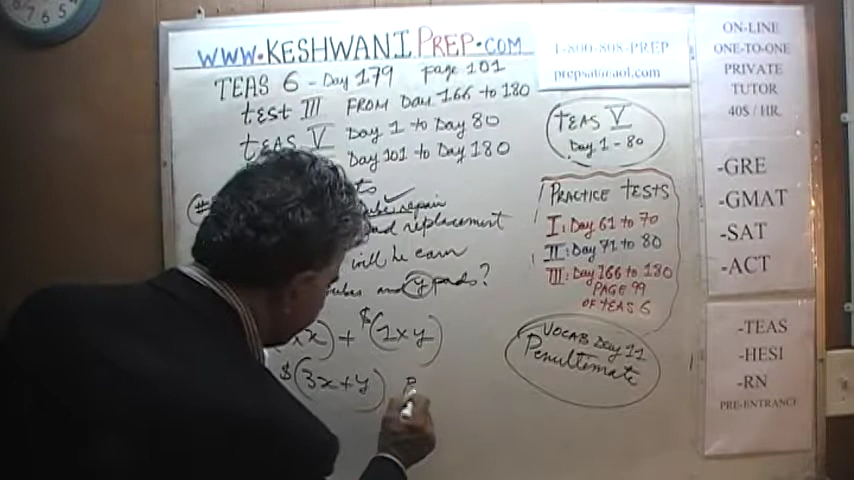 WWW.KESHWANIPREP.COM
TEAS 6 - Day 179 Page 101
test III FROM Day 166 to 180
TEAS V Day 1 to Day 80
Day 101 to Day 180
repair
replacement
will he earn
and y pads?
+ $(1xy)
$(3x+y)
1-800-808-PREP
prepsat@aol.com
TEAS V
Day 1 - 80
PRACTICE TESTS
I: Day 61 to 70
II: Day 71 to 80
III: Day 166 to 180
PAGE 99
OF TEAS 6
VOCAB Day 11
Penultimate
ON-LINE
ONE-TO-ONE
PRIVATE
TUTOR
40$ / HR.
-GRE
-GMAT
-SAT
-ACT
-TEAS
-HESI
-RN
PRE-ENTRANCE